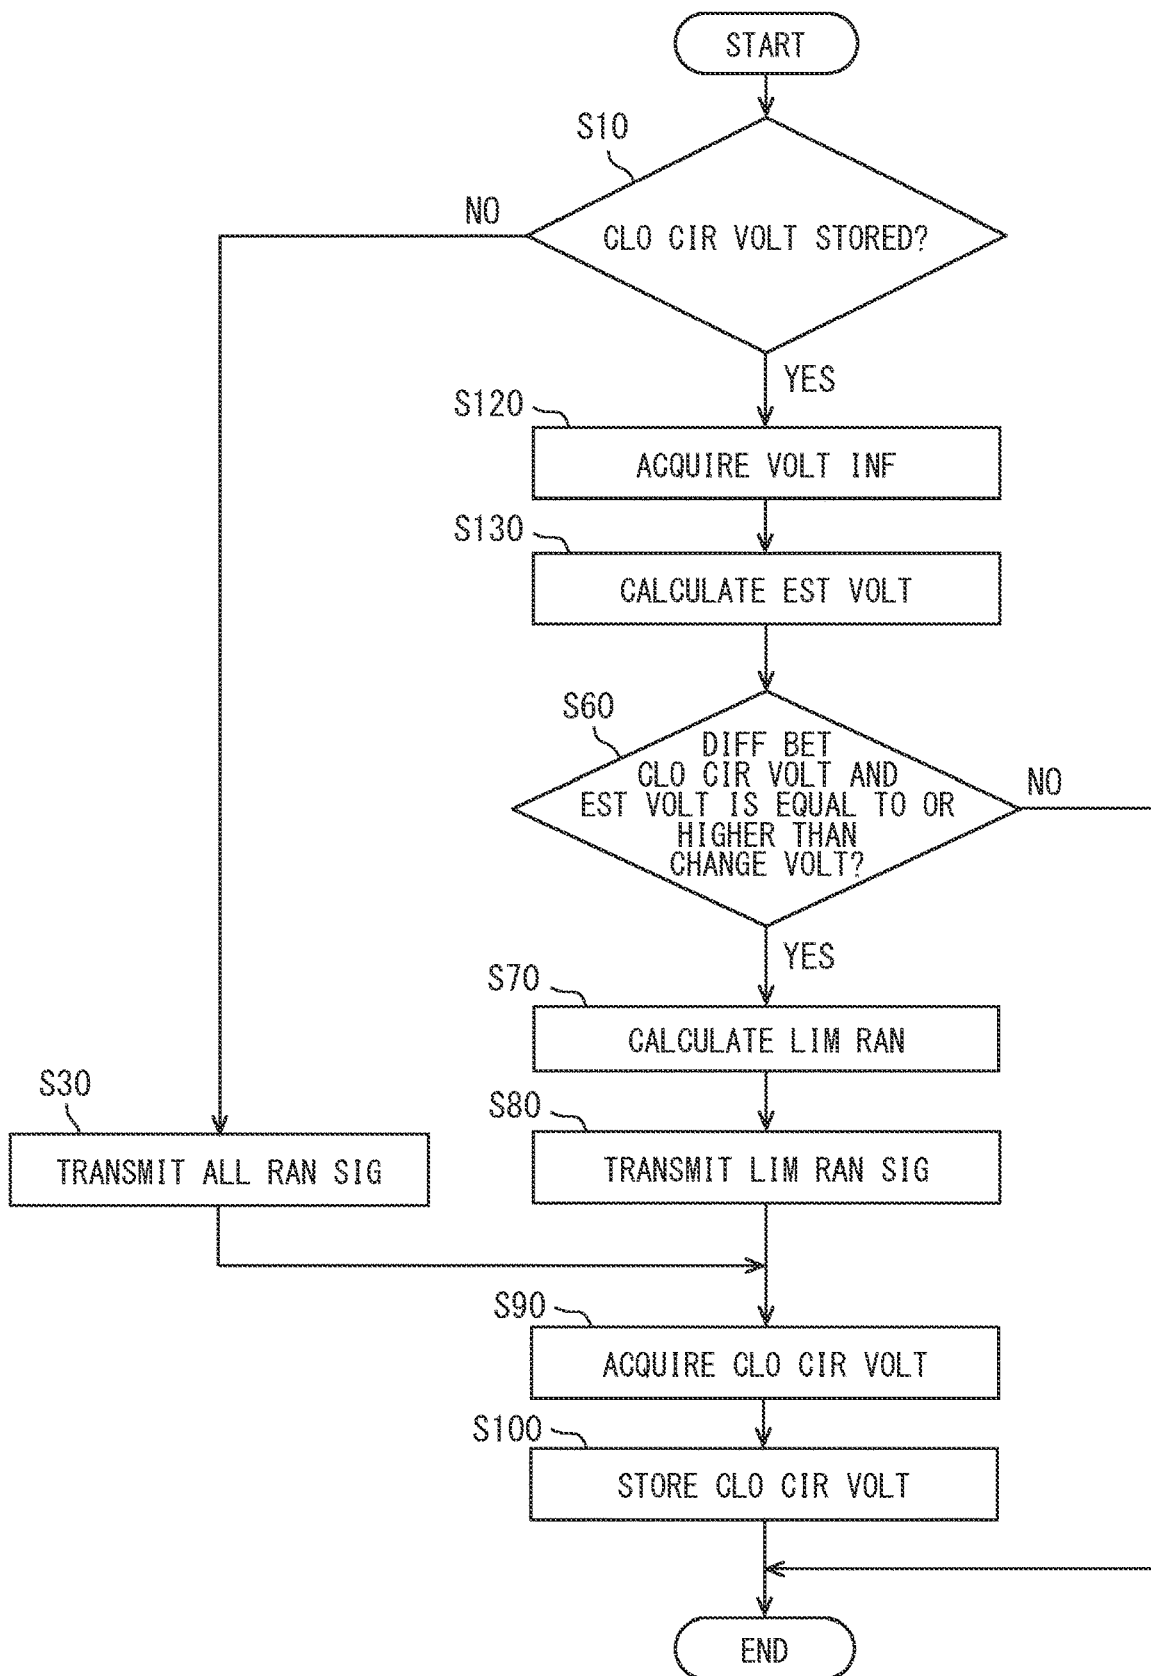 START
S10
NO
CLO CIR VOLT STORED?
YES
S120
ACQUIRE VOLT INF
S130
CALCULATE EST VOLT
S60
DIFF BET
CLO CIR VOLT AND
EST VOLT IS EQUAL TO OR
HIGHER THAN
CHANGE VOLT?
NO
YES
S70
CALCULATE LIM RAN
S30
TRANSMIT ALL RAN SIG
S80
TRANSMIT LIM RAN SIG
S90
ACQUIRE CLO CIR VOLT
S100
STORE CLO CIR VOLT
END